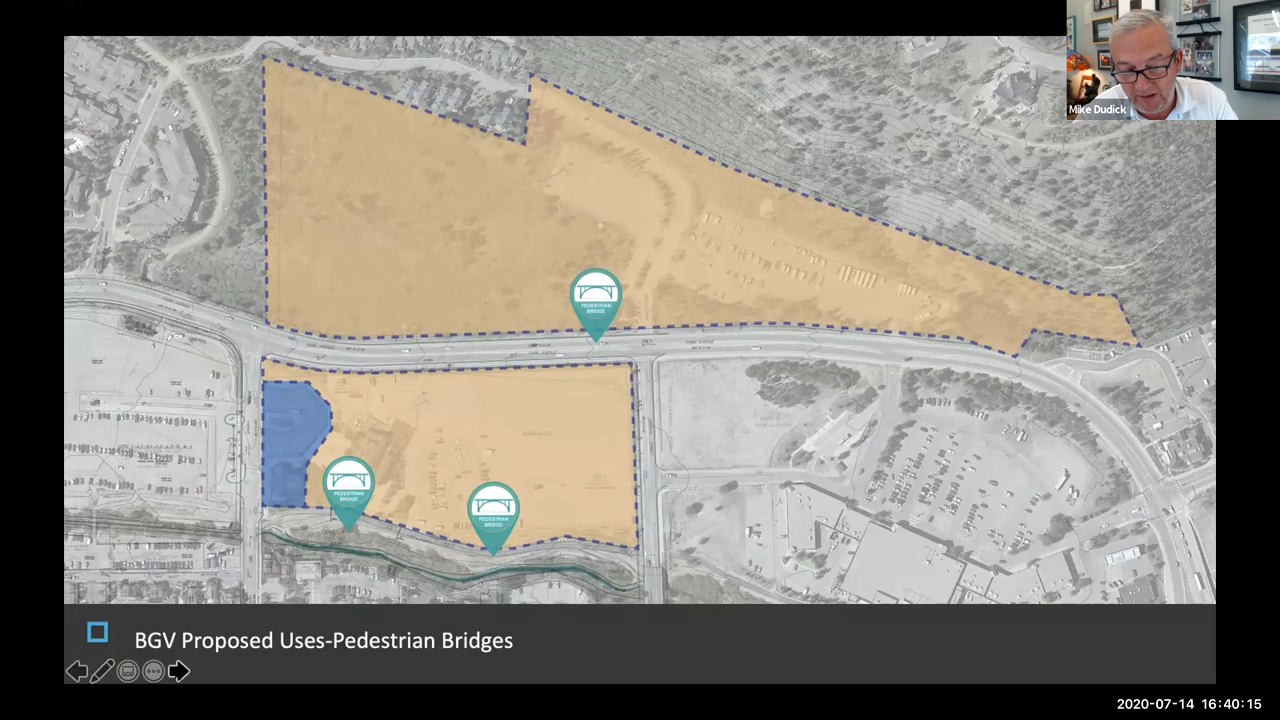 Mike Dudick
PEDESTRIAN
BRIDGE
PEDESTRIAN
BRIDGE
PEDESTRIAN
BRIDGE
BGV Proposed Uses-Pedestrian Bridges
2020-07-14 16:40:15